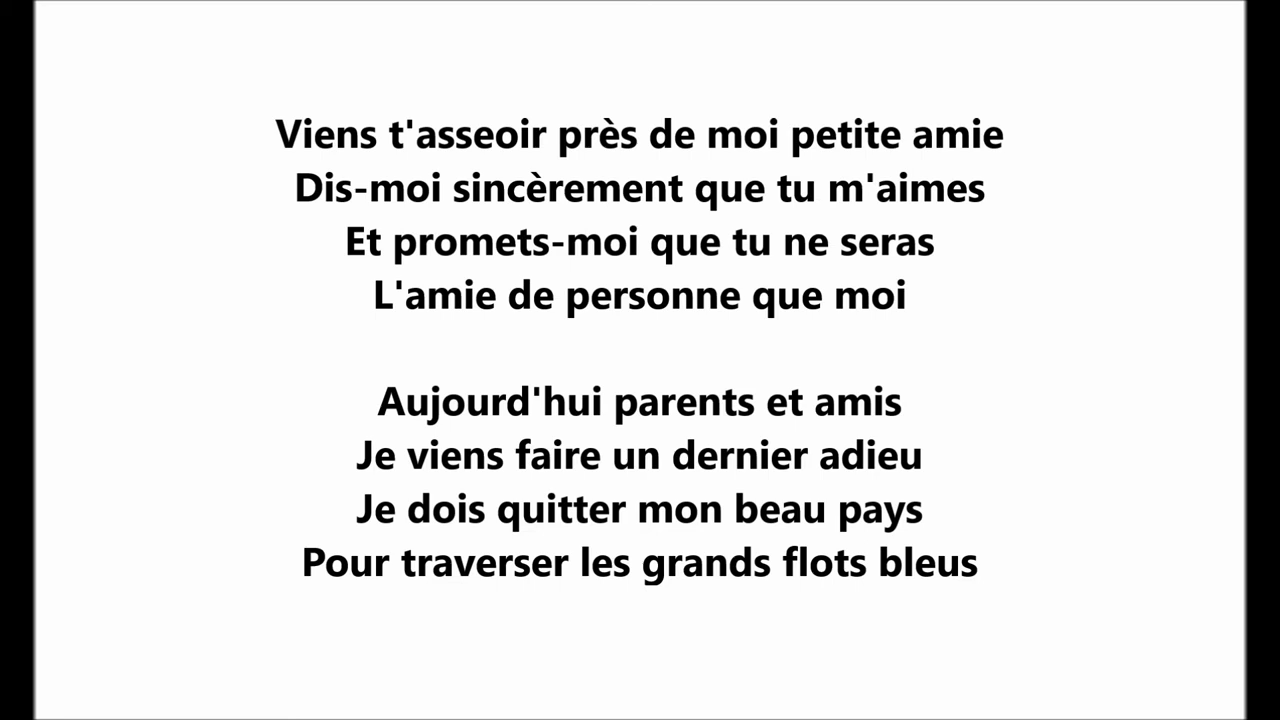 Viens t'asseoir près de moi petite amie
Dis-moi sincèrement que tu m'aimes
Et promets-moi que tu ne seras
L'amie de personne que moi
Aujourd'hui parents et amis
Je viens faire un dernier adieu
Je dois quitter mon beau pays
Pour traverser les grands flots bleus